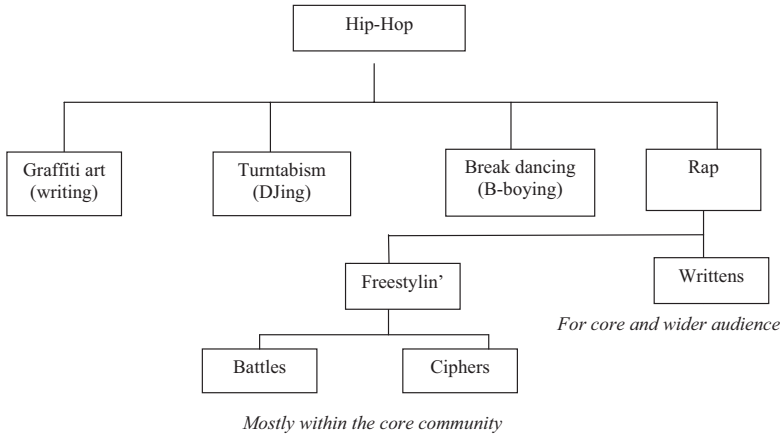 Hip-Hop
Graffiti art
(writing)
Turntabism
(DJing)
Break dancing
(B-boying)
Rap
Freestylin’
Writtens
For core and wider audience
Battles
Ciphers
Mostly within the core community